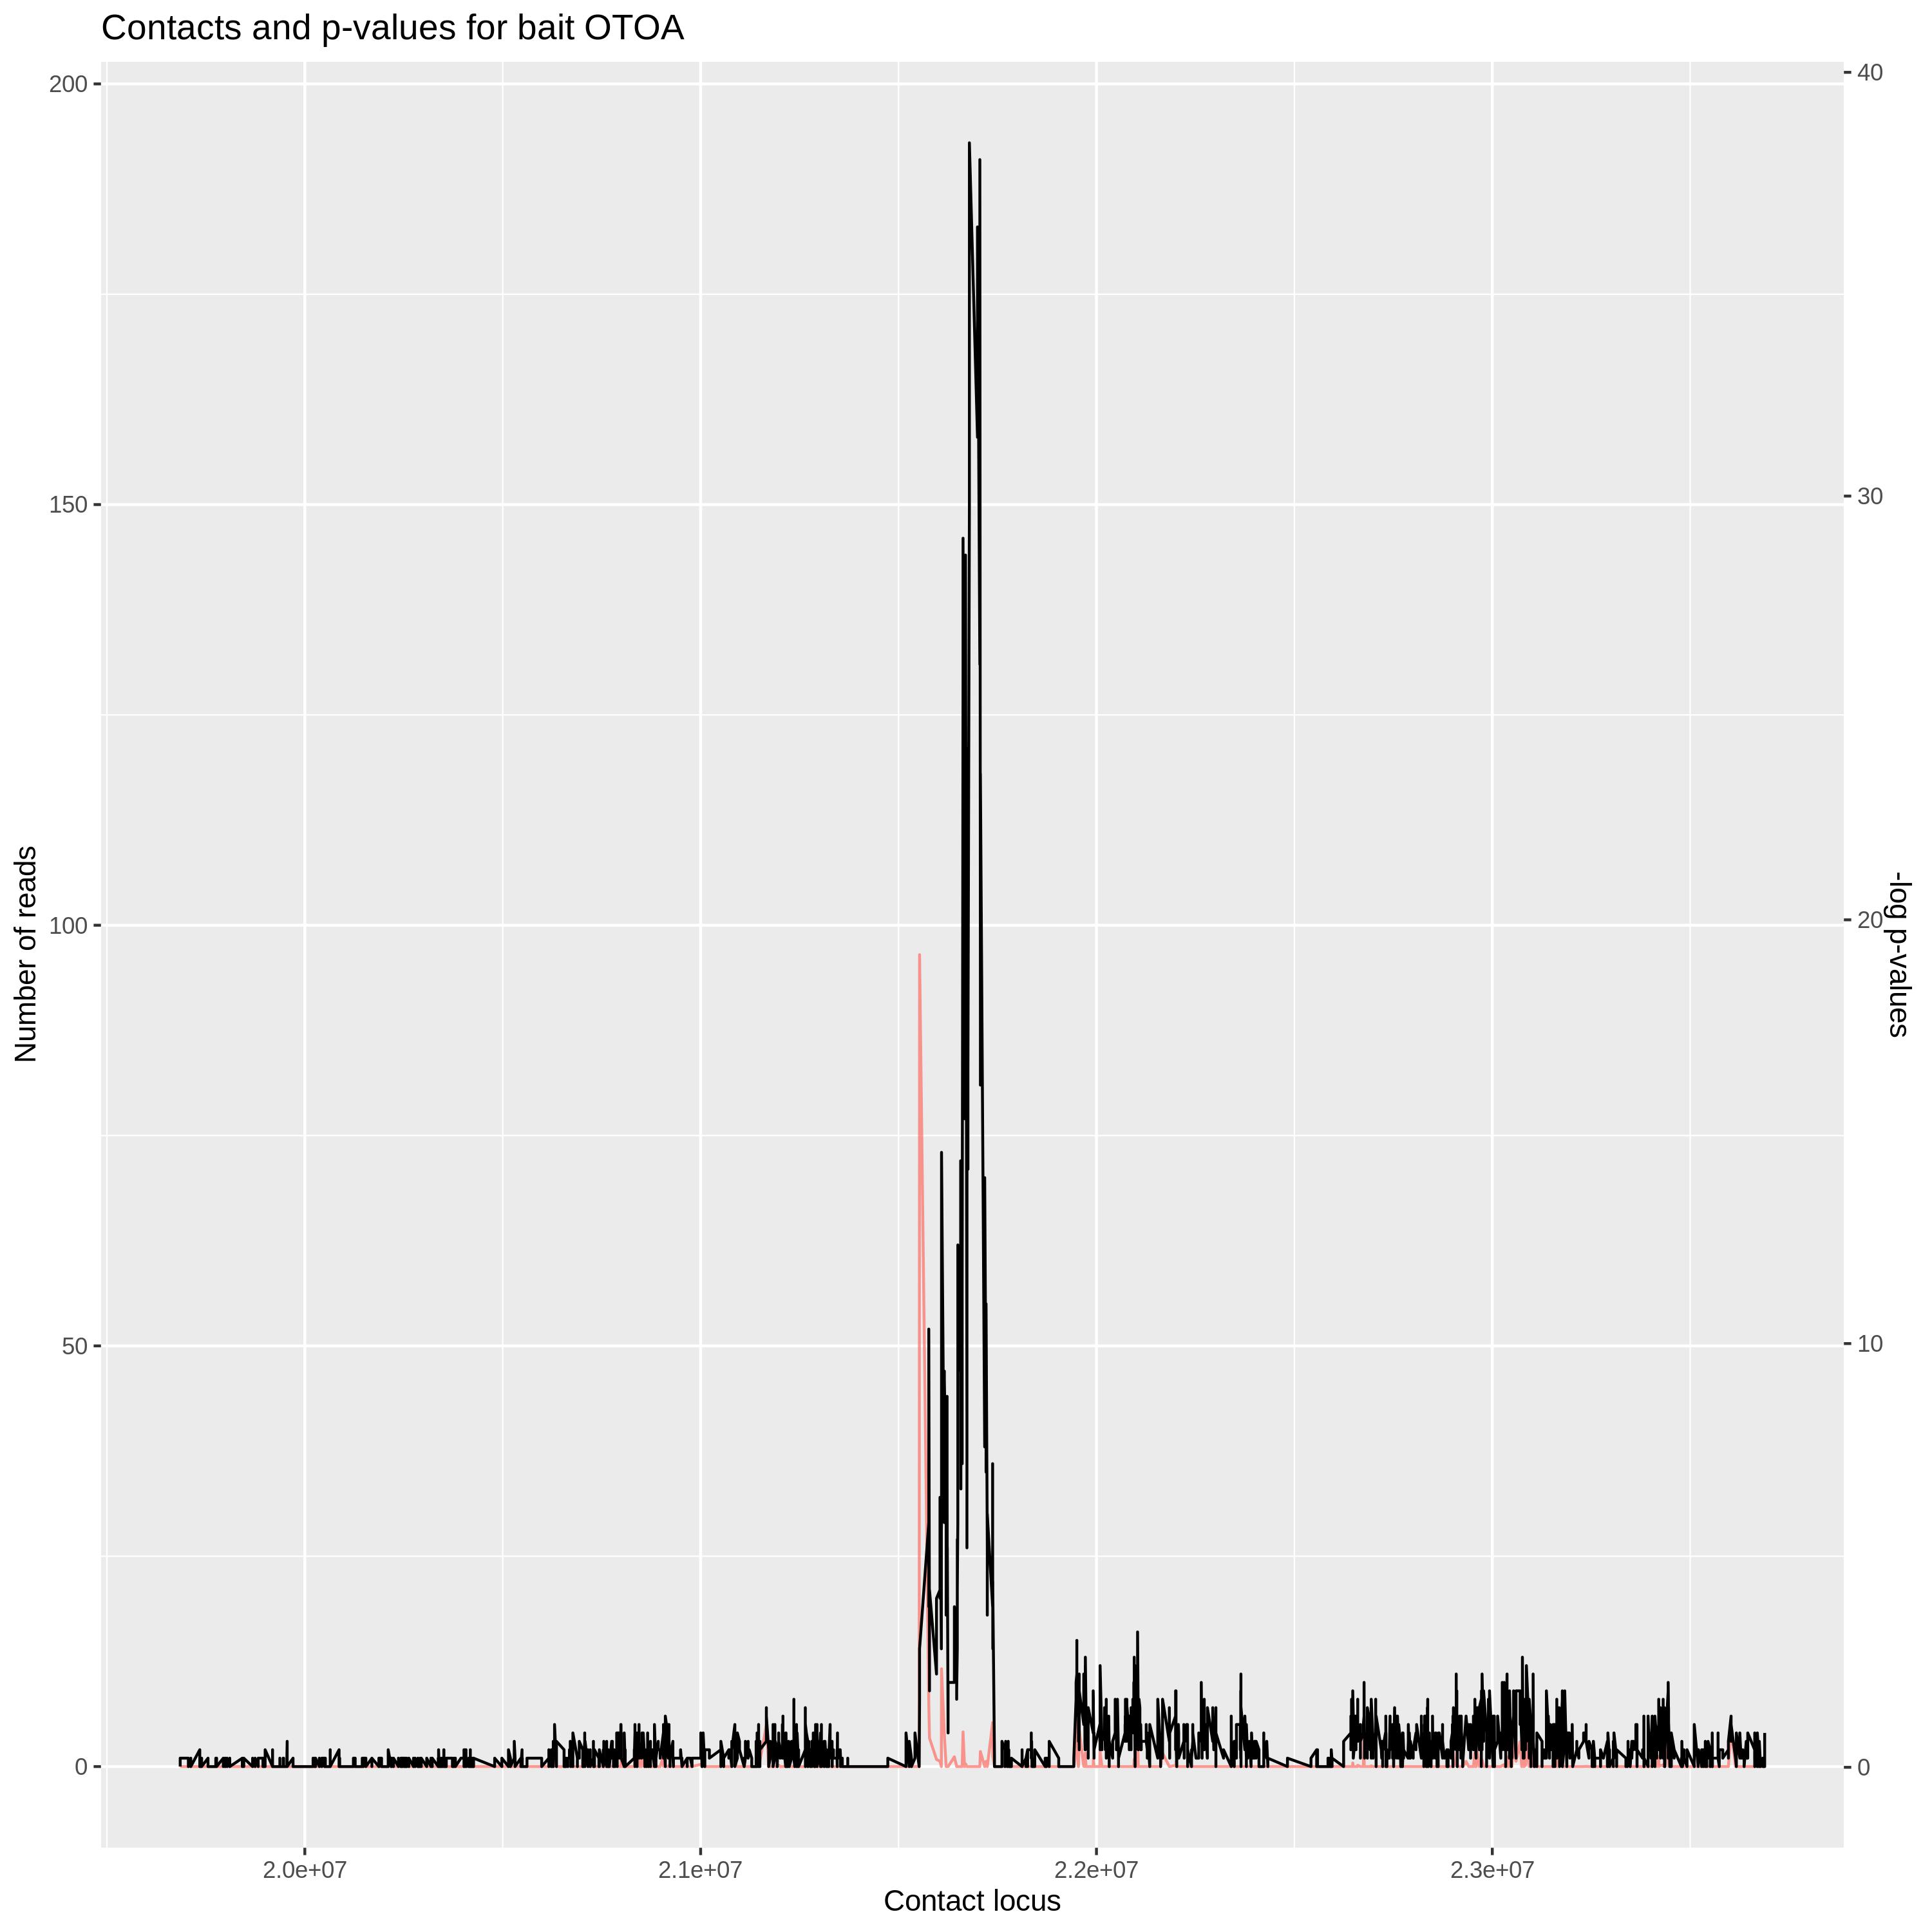 Contacts and p-values for bait OTOA
200
150
100
50
0
Number of reads
40
30
20
10
0
-log p-values
2.0e+07 2.1e+07 2.2e+07 2.3e+07
Contact locus